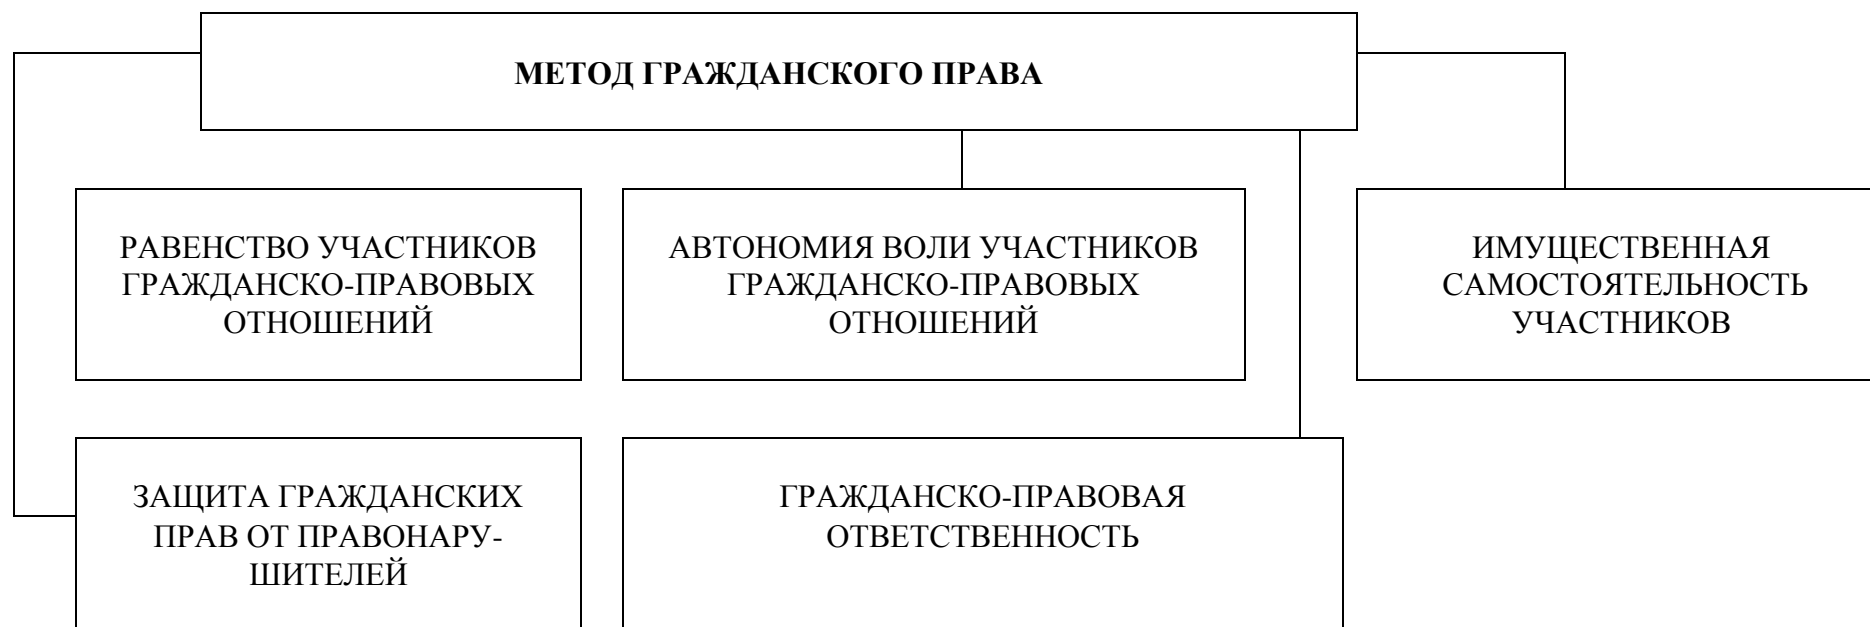 МЕТОД ГРАЖДАНСКОГО ПРАВА
РАВЕНСТВО УЧАСТНИКОВ
ГРАЖДАНСКО-ПРАВОВЫХ
ОТНОШЕНИЙ
АВТОНОМИЯ ВОЛИ УЧАСТНИКОВ
ГРАЖДАНСКО-ПРАВОВЫХ
ОТНОШЕНИЙ
ИМУЩЕСТВЕННАЯ
САМОСТОЯТЕЛЬНОСТЬ
УЧАСТНИКОВ
ЗАЩИТА ГРАЖДАНСКИХ
ПРАВ ОТ ПРАВОНАРУ-
ШИТЕЛЕЙ
ГРАЖДАНСКО-ПРАВОВАЯ
ОТВЕТСТВЕННОСТЬ